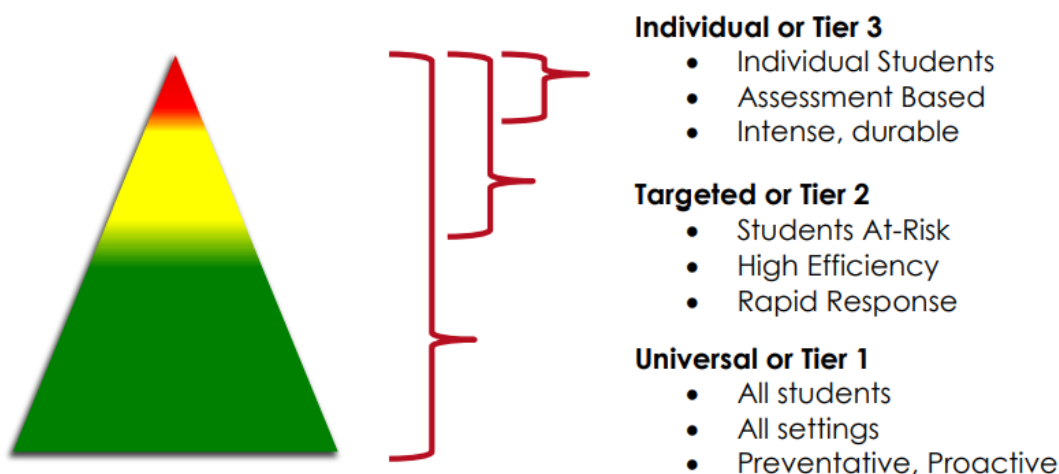 Individual or Tier 3
• Individual Students
• Assessment Based
• Intense, durable
Targeted or Tier 2
• Students At-Risk
• High Efficiency
• Rapid Response
Universal or Tier 1
• All students
• All settings
• Preventative, Proactive